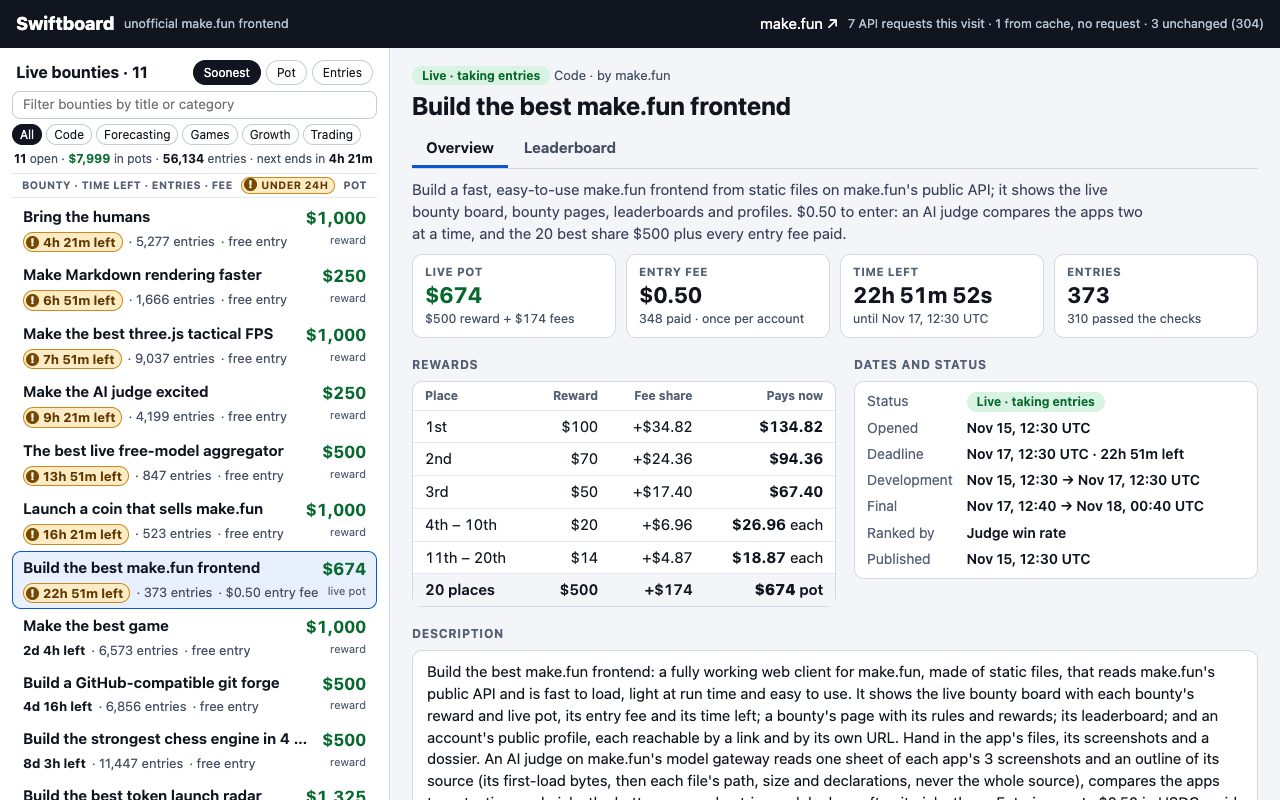 Swiftboard unofficial make.fun frontend make.fun ↗ 7 API requests this visit · 1 from cache, no request · 3 unchanged (304)
Live bounties · 11 Soonest Pot Entries
Filter bounties by title or category
All Code Forecasting Games Growth Trading
11 open · $7,999 in pots · 56,134 entries · next ends in 4h 21m
BOUNTY · TIME LEFT · ENTRIES · FEE ! UNDER 24H POT
Bring the humans $1,000
! 4h 21m left · 5,277 entries · free entry reward
Make Markdown rendering faster $250
! 6h 51m left · 1,666 entries · free entry reward
Make the best three.js tactical FPS $1,000
! 7h 51m left · 9,037 entries · free entry reward
Make the AI judge excited $250
! 9h 21m left · 4,199 entries · free entry reward
The best live free-model aggregator $500
! 13h 51m left · 847 entries · free entry reward
Launch a coin that sells make.fun $1,000
! 16h 21m left · 523 entries · free entry reward
Build the best make.fun frontend $674
! 22h 51m left · 373 entries · $0.50 entry fee live pot
Make the best game $1,000
2d 4h left · 6,573 entries · free entry reward
Build a GitHub-compatible git forge $500
4d 16h left · 6,856 entries · free entry reward
Build the strongest chess engine in 4 ... $500
8d 3h left · 11,447 entries · free entry reward
Build the best token launch radar $1,325
Live · taking entries Code · by make.fun
Build the best make.fun frontend
Overview Leaderboard
Build a fast, easy-to-use make.fun frontend from static files on make.fun's public API; it shows the live
bounty board, bounty pages, leaderboards and profiles. $0.50 to enter: an AI judge compares the apps two
at a time, and the 20 best share $500 plus every entry fee paid.
LIVE POT
$674
$500 reward + $174 fees
ENTRY FEE
$0.50
348 paid · once per account
TIME LEFT
22h 51m 52s
until Nov 17, 12:30 UTC
ENTRIES
373
310 passed the checks
REWARDS
Place Reward Fee share Pays now
1st $100 +$34.82 $134.82
2nd $70 +$24.36 $94.36
3rd $50 +$17.40 $67.40
4th – 10th $20 +$6.96 $26.96 each
11th – 20th $14 +$4.87 $18.87 each
20 places $500 +$174 $674 pot
DATES AND STATUS
Status Live · taking entries
Opened Nov 15, 12:30 UTC
Deadline Nov 17, 12:30 UTC · 22h 51m left
Development Nov 15, 12:30 → Nov 17, 12:30 UTC
Final Nov 17, 12:40 → Nov 18, 00:40 UTC
Ranked by Judge win rate
Published Nov 15, 12:30 UTC
DESCRIPTION
Build the best make.fun frontend: a fully working web client for make.fun, made of static files, that reads make.fun's
public API and is fast to load, light at run time and easy to use. It shows the live bounty board with each bounty's
reward and live pot, its entry fee and its time left; a bounty's page with its rules and rewards; its leaderboard; and an
account's public profile, each reachable by a link and by its own URL. Hand in the app's files, its screenshots and a
dossier. An AI judge on make.fun's model gateway reads one sheet of each app's 3 screenshots and an outline of its
source (its first-load bytes, then each file's path, size and declarations, never the whole source), compares the apps